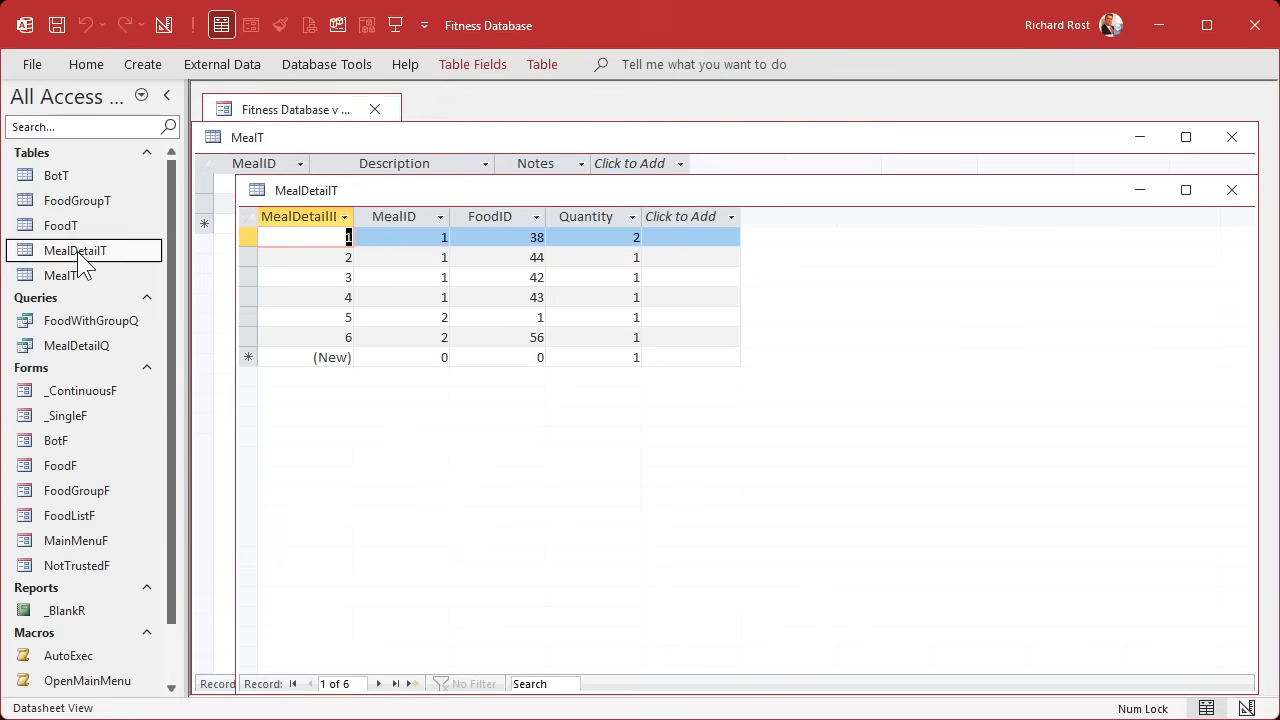 Fitness Database
Richard Rost
File Home Create External Data Database Tools Help Table Fields Table Tell me what you want to do
All Access ...
Search...
Tables
BotT
FoodGroupT
FoodT
MealDetailT
MealT
Queries
FoodWithGroupQ
MealDetailQ
Forms
_ContinuousF
_SingleF
BotF
FoodF
FoodGroupF
FoodListF
MainMenuF
NotTrustedF
Reports
_BlankR
Macros
AutoExec
OpenMainMenu
Fitness Database v ...
MealT
MealID Description Notes Click to Add
MealDetailT
MealDetailII MealID FoodID Quantity Click to Add
1 1 38 2
2 1 44 1
3 1 42 1
4 1 43 1
5 2 1 1
6 2 56 1
(New) 0 0 1
Record
Record: 1 of 6 No Filter Search
Datasheet View
Num Lock